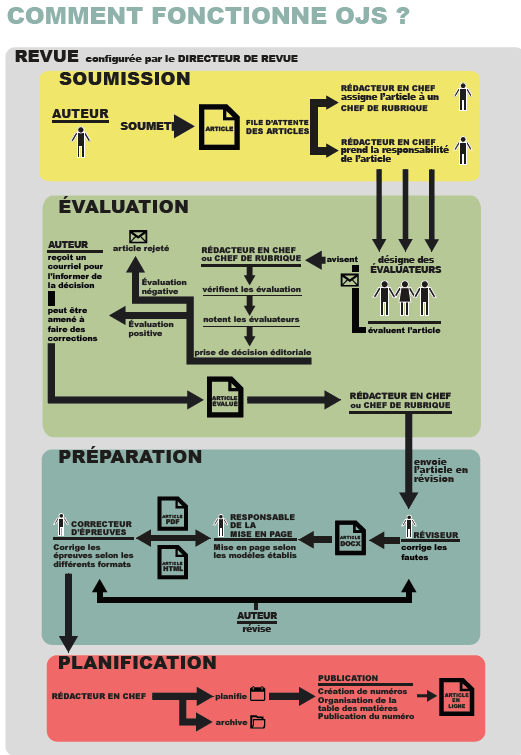 COMMENT FONCTIONNE OJS ?
REVUE configurée par le DIRECTEUR DE REVUE
SOUMISSION
AUTEUR
SOUMET
ARTICLE
FILE D'ATTENTE
DES ARTICLES
RÉDACTEUR EN CHEF
assigne l'article à un
CHEF DE RUBRIQUE
RÉDACTEUR EN CHEF
prend la responsabilité
de l'article
ÉVALUATION
AUTEUR
reçoit un
courriel pour
l'informer de
la décision
peut être
amené à
faire des
corrections
article rejeté
Évaluation
négative
Évaluation
positive
RÉDACTEUR EN CHEF
ou CHEF DE RUBRIQUE
vérifient les évaluation
notent les évaluateurs
prise de décision éditoriale
avisent
désigne des
ÉVALUATEURS
évaluent l'article
ARTICLE
ÉVALUÉ
RÉDACTEUR EN CHEF
ou CHEF DE RUBRIQUE
PRÉPARATION
envoie
l'article en
révision
CORRECTEUR
D'ÉPREUVES
Corrige les
épreuves selon les
différents formats
ARTICLE
PDF
ARTICLE
HTML
RESPONSABLE
DE LA
MISE EN PAGE
Mise en page selon
les modèles établis
ARTICLE
DOCX
RÉVISEUR
corrige les
fautes
AUTEUR
révise
PLANIFICATION
RÉDACTEUR EN CHEF
planifie
archive
PUBLICATION
Création de numéros
Organisation de la
table des matières
Publication du numéro
ARTICLE
EN
LIGNE